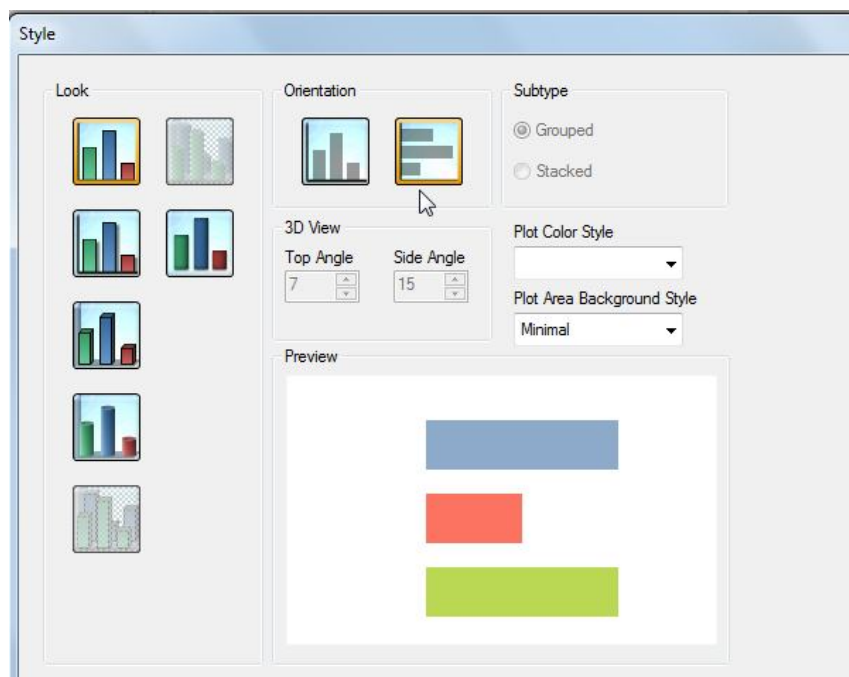 Style
Look
Orientation
Subtype
Grouped
Stacked
3D View
Top Angle
Side Angle
7
15
Plot Color Style
Plot Area Background Style
Minimal
Preview